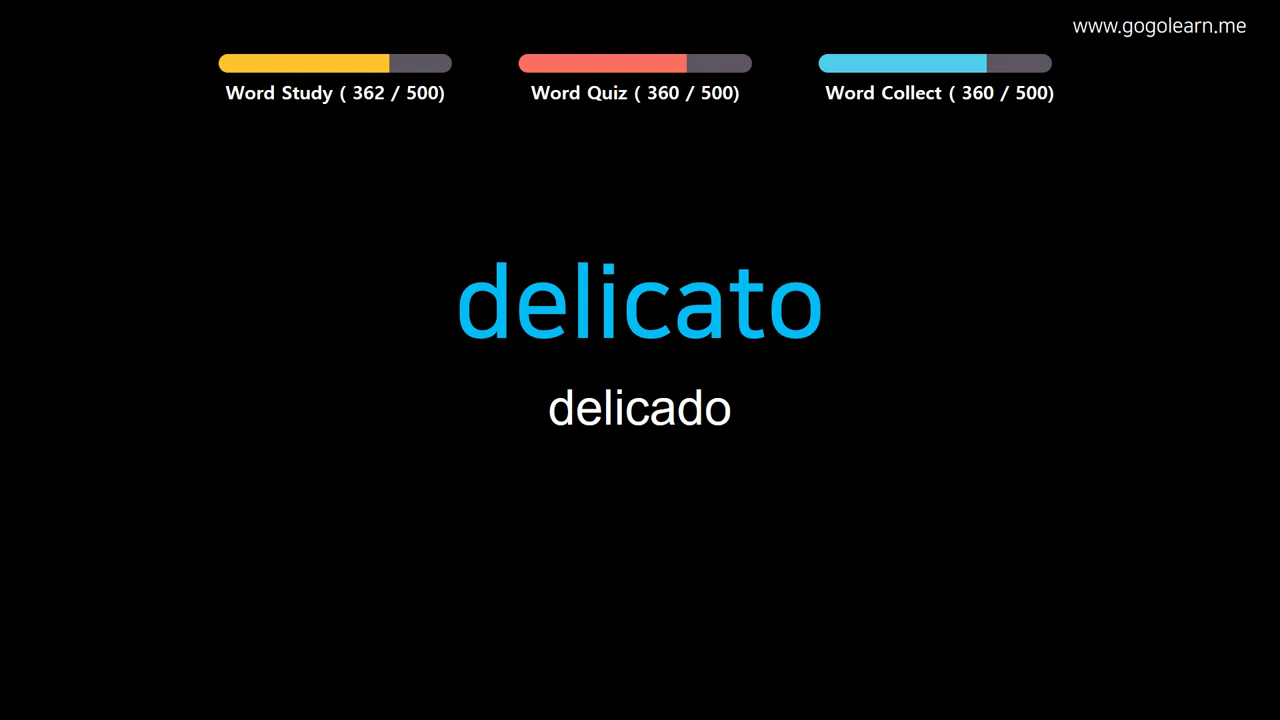 www.gogolearn.me
Word Study ( 362 / 500)
Word Quiz ( 360 / 500)
Word Collect ( 360 / 500)
delicato
delicado